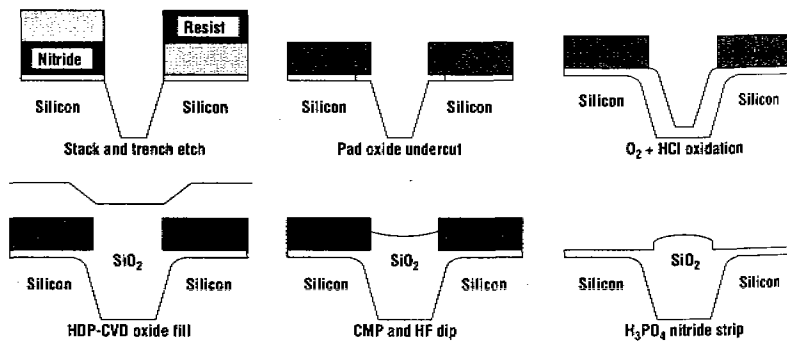 Resist
Nitride
Silicon
Silicon
Stack and trench etch
Silicon
Silicon
Pad oxide undercut
Silicon
Silicon
O₂ + HCl oxidation
SiO₂
Silicon
Silicon
HDP-CVD oxide fill
SiO₂
Silicon
Silicon
CMP and HF dip
SiO₂
Silicon
Silicon
H₃PO₄ nitride strip